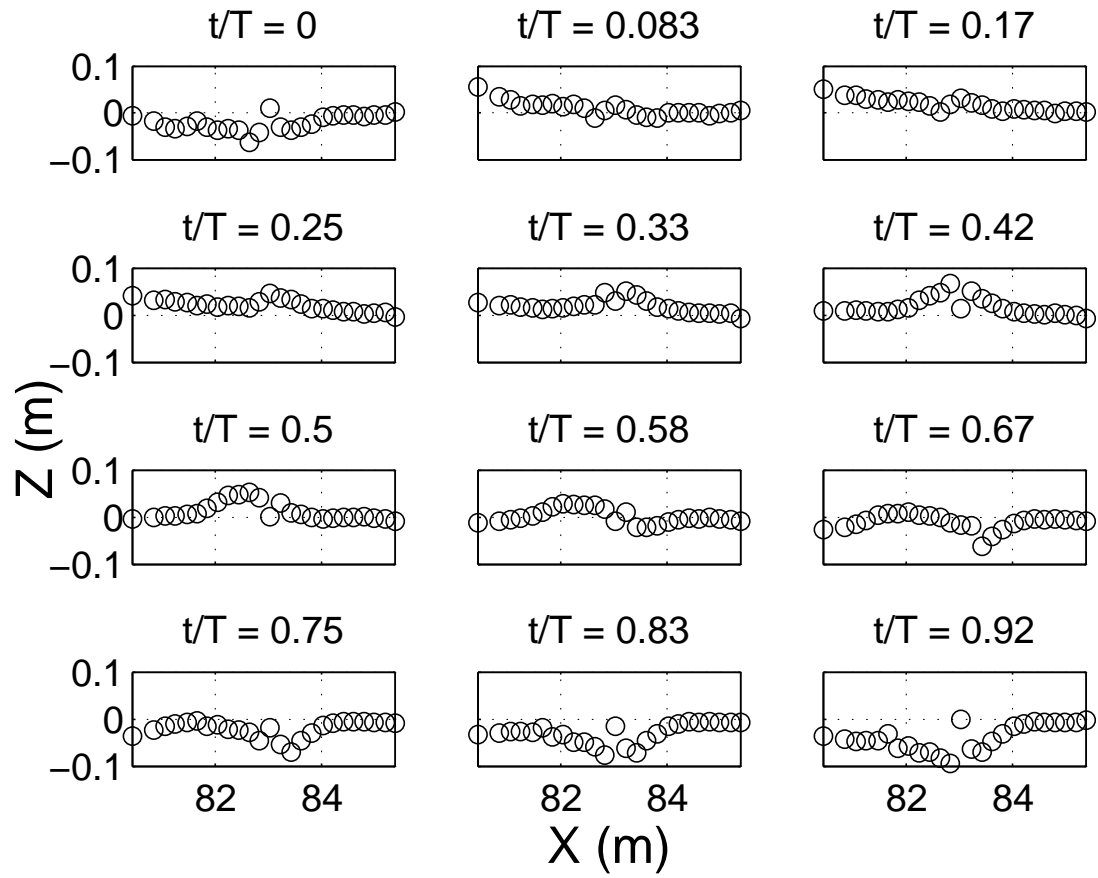 t/T = 0 t/T = 0.083 t/T = 0.17
0.1
0
−0.1
t/T = 0.25 t/T = 0.33 t/T = 0.42
0.1
0
−0.1
t/T = 0.5 t/T = 0.58 t/T = 0.67
0.1
0
−0.1
Z (m)
t/T = 0.75 t/T = 0.83 t/T = 0.92
0.1
0
−0.1
82 84 82 84 82 84
X (m)